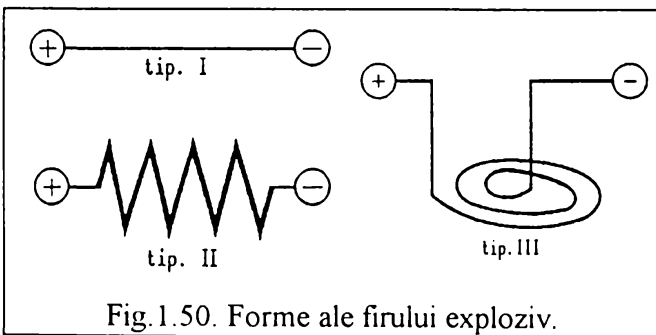 + −
tip. I
+ −
tip. II
+ −
tip. III
Fig.1.50. Forme ale firului exploziv.